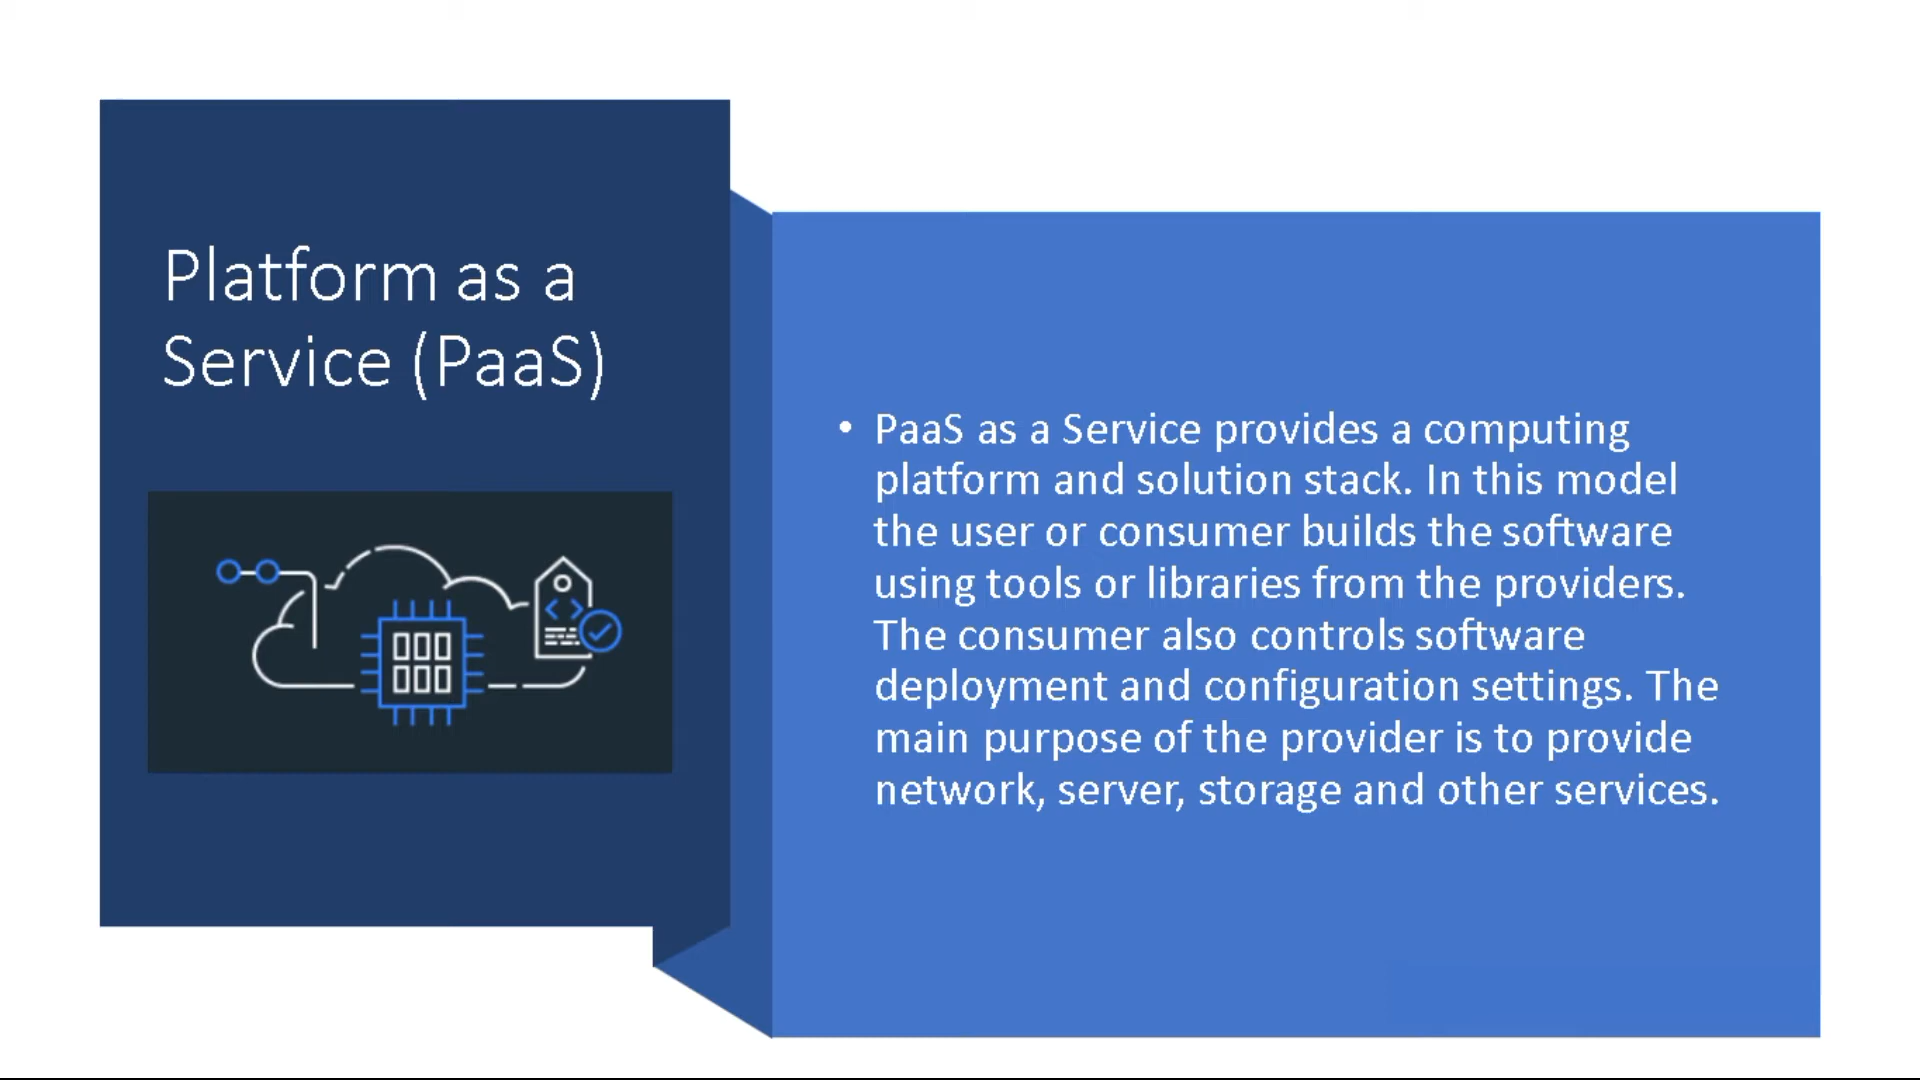 Platform as a
Service (PaaS)
• PaaS as a Service provides a computing
platform and solution stack. In this model
the user or consumer builds the software
using tools or libraries from the providers.
The consumer also controls software
deployment and configuration settings. The
main purpose of the provider is to provide
network, server, storage and other services.